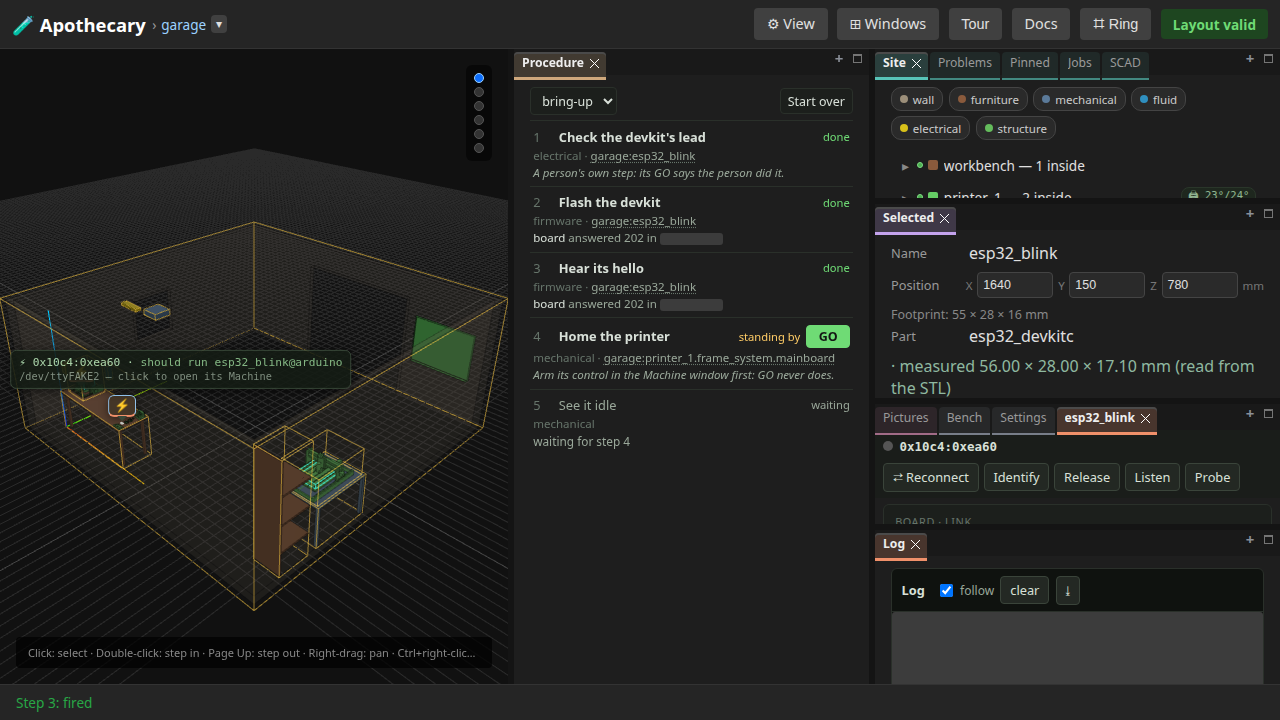 Apothecary › garage ▾
⚙ View
⊞ Windows
Tour
Docs
⌗ Ring
Layout valid
⚡ 0x10c4:0xea60 · should run esp32_blink@arduino
/dev/ttyFAKE2 — click to open its Machine
Click: select · Double-click: step in · Page Up: step out · Right-drag: pan · Ctrl+right-clic…
Procedure
bring-up
Start over
1 Check the devkit's lead done
electrical · garage:esp32_blink
A person's own step: its GO says the person did it.
2 Flash the devkit done
firmware · garage:esp32_blink
board answered 202 in
3 Hear its hello done
firmware · garage:esp32_blink
board answered 202 in
4 Home the printer standing by GO
mechanical · garage:printer_1.frame_system.mainboard
Arm its control in the Machine window first: GO never does.
5 See it idle waiting
mechanical
waiting for step 4
Site Problems Pinned Jobs SCAD
wall furniture mechanical fluid
electrical structure
▸ workbench — 1 inside
printer_1 — 2 inside 23°/24°
Selected
Name esp32_blink
Position X 1640 Y 150 Z 780 mm
Footprint: 55 × 28 × 16 mm
Part esp32_devkitc
· measured 56.00 × 28.00 × 17.10 mm (read from
the STL)
Pictures Bench Settings esp32_blink
0x10c4:0xea60
⇄ Reconnect Identify Release Listen Probe
BOARD · LINK
Log
Log follow clear ⭳
Step 3: fired